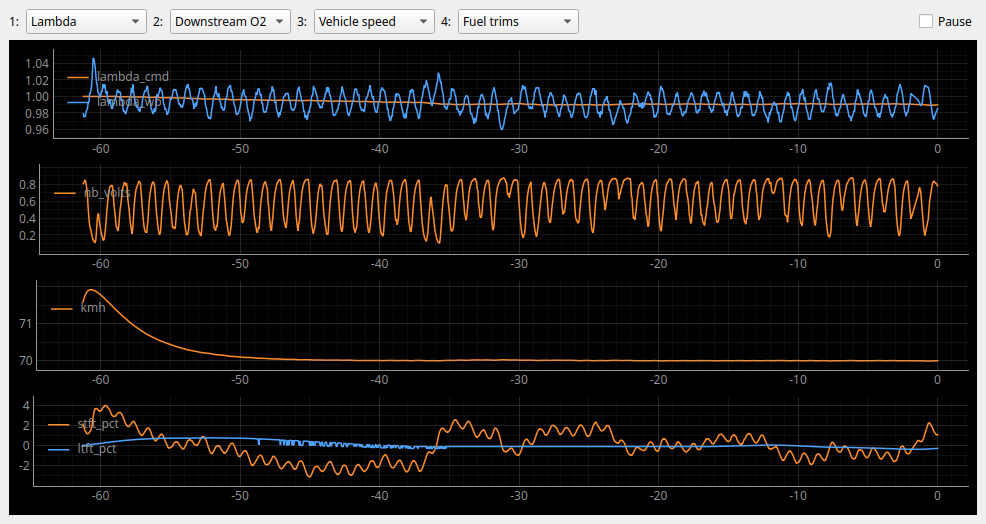 1: Lambda 2: Downstream O2 3: Vehicle speed 4: Fuel trims Pause
1.04
lambda_cmd
1.02
1.00
lambda_wb
0.98
0.96
-60 -50 -40 -30 -20 -10 0
0.8
nb_volts
0.6
0.4
0.2
-60 -50 -40 -30 -20 -10 0
kmh
71
70
-60 -50 -40 -30 -20 -10 0
4
stft_pct
2
0
ltft_pct
-2
-60 -50 -40 -30 -20 -10 0